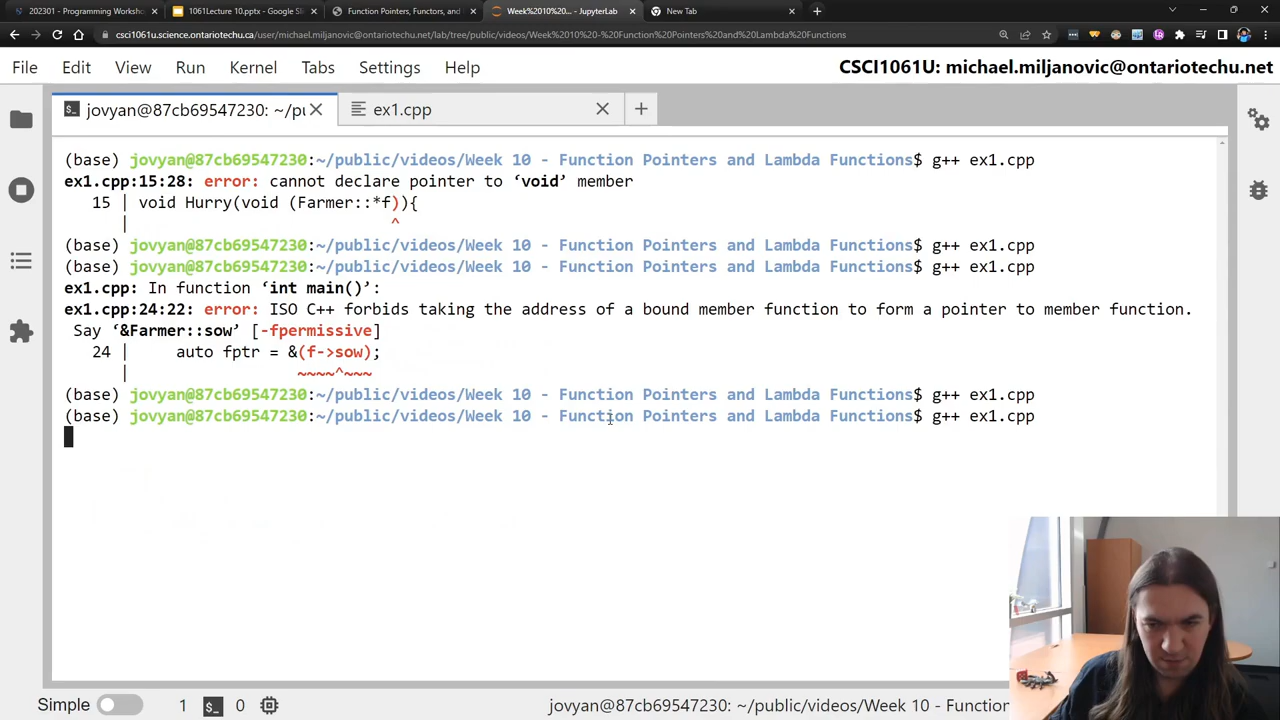 202301 - Programming Worksho
1061Lecture 10.pptx - Google Sli
Function Pointers, Functors, and
Week%2010%20... - JupyterLab
New Tab
csci1061u.science.ontariotechu.ca/user/michael.miljanovic@ontariotechu.net/lab/tree/public/videos/Week%2010%20-%20Function%20Pointers%20and%20Lambda%20Functions
File Edit View Run Kernel Tabs Settings Help
CSCI1061U: michael.miljanovic@ontariotechu.net
jovyan@87cb69547230: ~/pu
ex1.cpp
(base) jovyan@87cb69547230:~/public/videos/Week 10 - Function Pointers and Lambda Functions$ g++ ex1.cpp
ex1.cpp:15:28: error: cannot declare pointer to ‘void’ member
15 | void Hurry(void (Farmer::*f)){
| ^
(base) jovyan@87cb69547230:~/public/videos/Week 10 - Function Pointers and Lambda Functions$ g++ ex1.cpp
(base) jovyan@87cb69547230:~/public/videos/Week 10 - Function Pointers and Lambda Functions$ g++ ex1.cpp
ex1.cpp: In function ‘int main()’:
ex1.cpp:24:22: error: ISO C++ forbids taking the address of a bound member function to form a pointer to member function.
Say ‘&Farmer::sow’ [-fpermissive]
24 | auto fptr = &(f->sow);
| ~~~~^~~~
(base) jovyan@87cb69547230:~/public/videos/Week 10 - Function Pointers and Lambda Functions$ g++ ex1.cpp
(base) jovyan@87cb69547230:~/public/videos/Week 10 - Function Pointers and Lambda Functions$ g++ ex1.cpp
Simple 1 0
jovyan@87cb69547230: ~/public/videos/Week 10 - Function